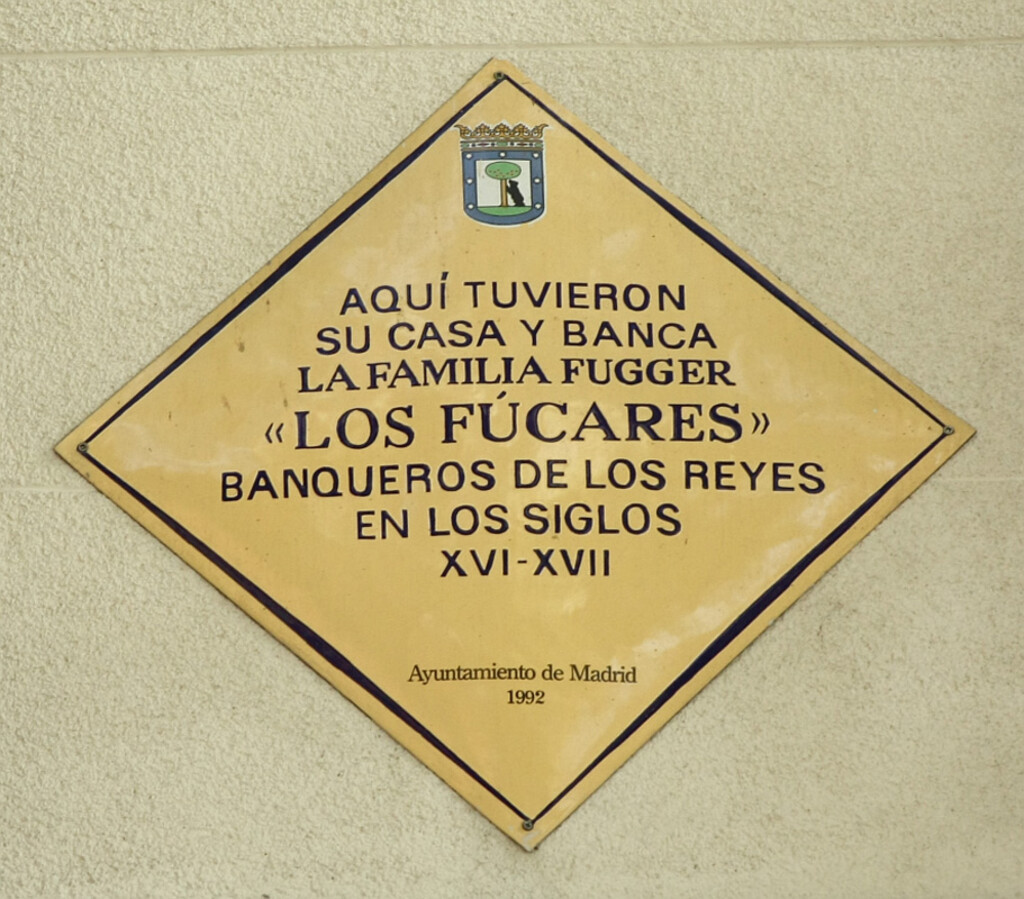 AQUÍ TUVIERON
SU CASA Y BANCA
LA FAMILIA FUGGER
«LOS FÚCARES»
BANQUEROS DE LOS REYES
EN LOS SIGLOS
XVI-XVII
Ayuntamiento de Madrid
1992